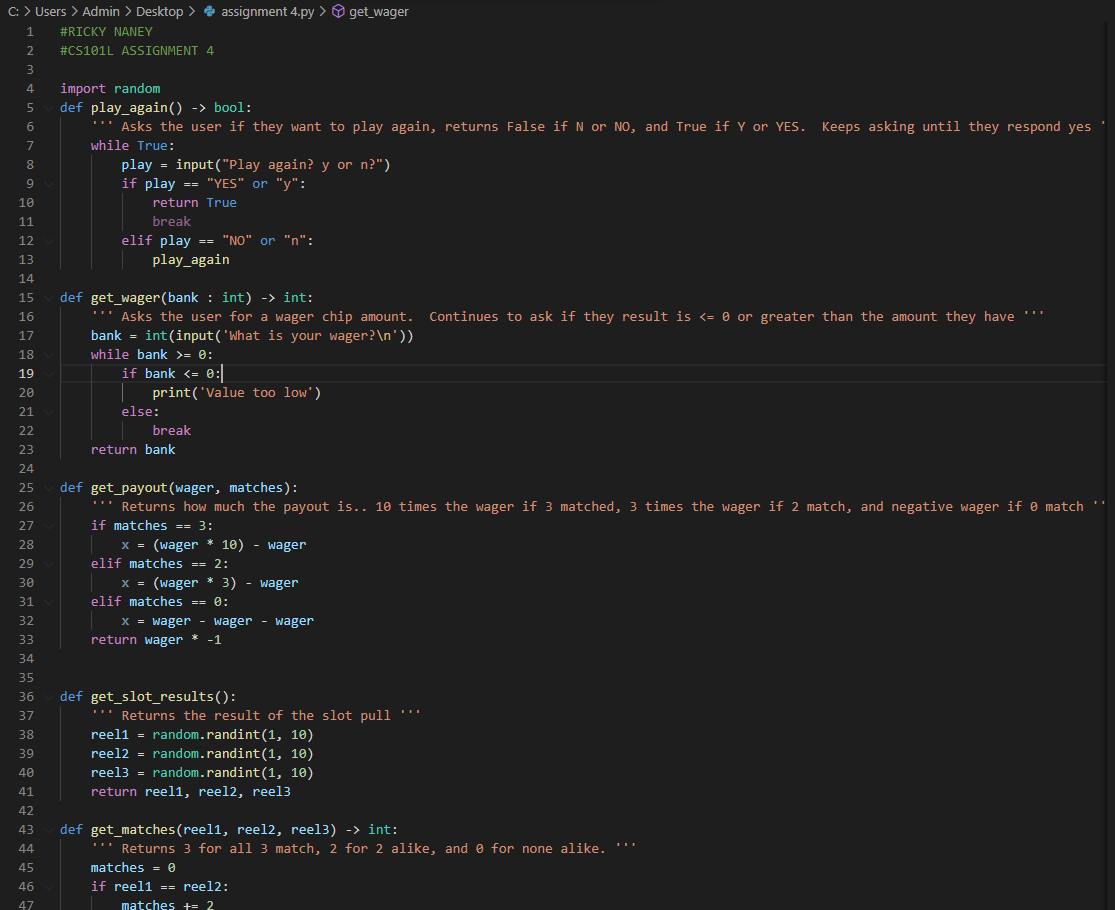 C: > Users > Admin > Desktop > assignment 4.py > get_wager
1 #RICKY NANEY
2 #CS101L ASSIGNMENT 4
3
4 import random
5 def play_again() -> bool:
6     ''' Asks the user if they want to play again, returns False if N or NO, and True if Y or YES.  Keeps asking until they respond yes '
7     while True:
8         play = input("Play again? y or n?")
9         if play == "YES" or "y":
10             return True
11             break
12         elif play == "NO" or "n":
13             play_again
14
15 def get_wager(bank : int) -> int:
16     ''' Asks the user for a wager chip amount.  Continues to ask if they result is <= 0 or greater than the amount they have '''
17     bank = int(input('What is your wager?\n'))
18     while bank >= 0:
19         if bank <= 0:
20             print('Value too low')
21         else:
22             break
23     return bank
24
25 def get_payout(wager, matches):
26     ''' Returns how much the payout is.. 10 times the wager if 3 matched, 3 times the wager if 2 match, and negative wager if 0 match ''
27     if matches == 3:
28         x = (wager * 10) - wager
29     elif matches == 2:
30         x = (wager * 3) - wager
31     elif matches == 0:
32         x = wager - wager - wager
33     return wager * -1
34
35
36 def get_slot_results():
37     ''' Returns the result of the slot pull '''
38     reel1 = random.randint(1, 10)
39     reel2 = random.randint(1, 10)
40     reel3 = random.randint(1, 10)
41     return reel1, reel2, reel3
42
43 def get_matches(reel1, reel2, reel3) -> int:
44     ''' Returns 3 for all 3 match, 2 for 2 alike, and 0 for none alike. '''
45     matches = 0
46     if reel1 == reel2:
47         matches += 2